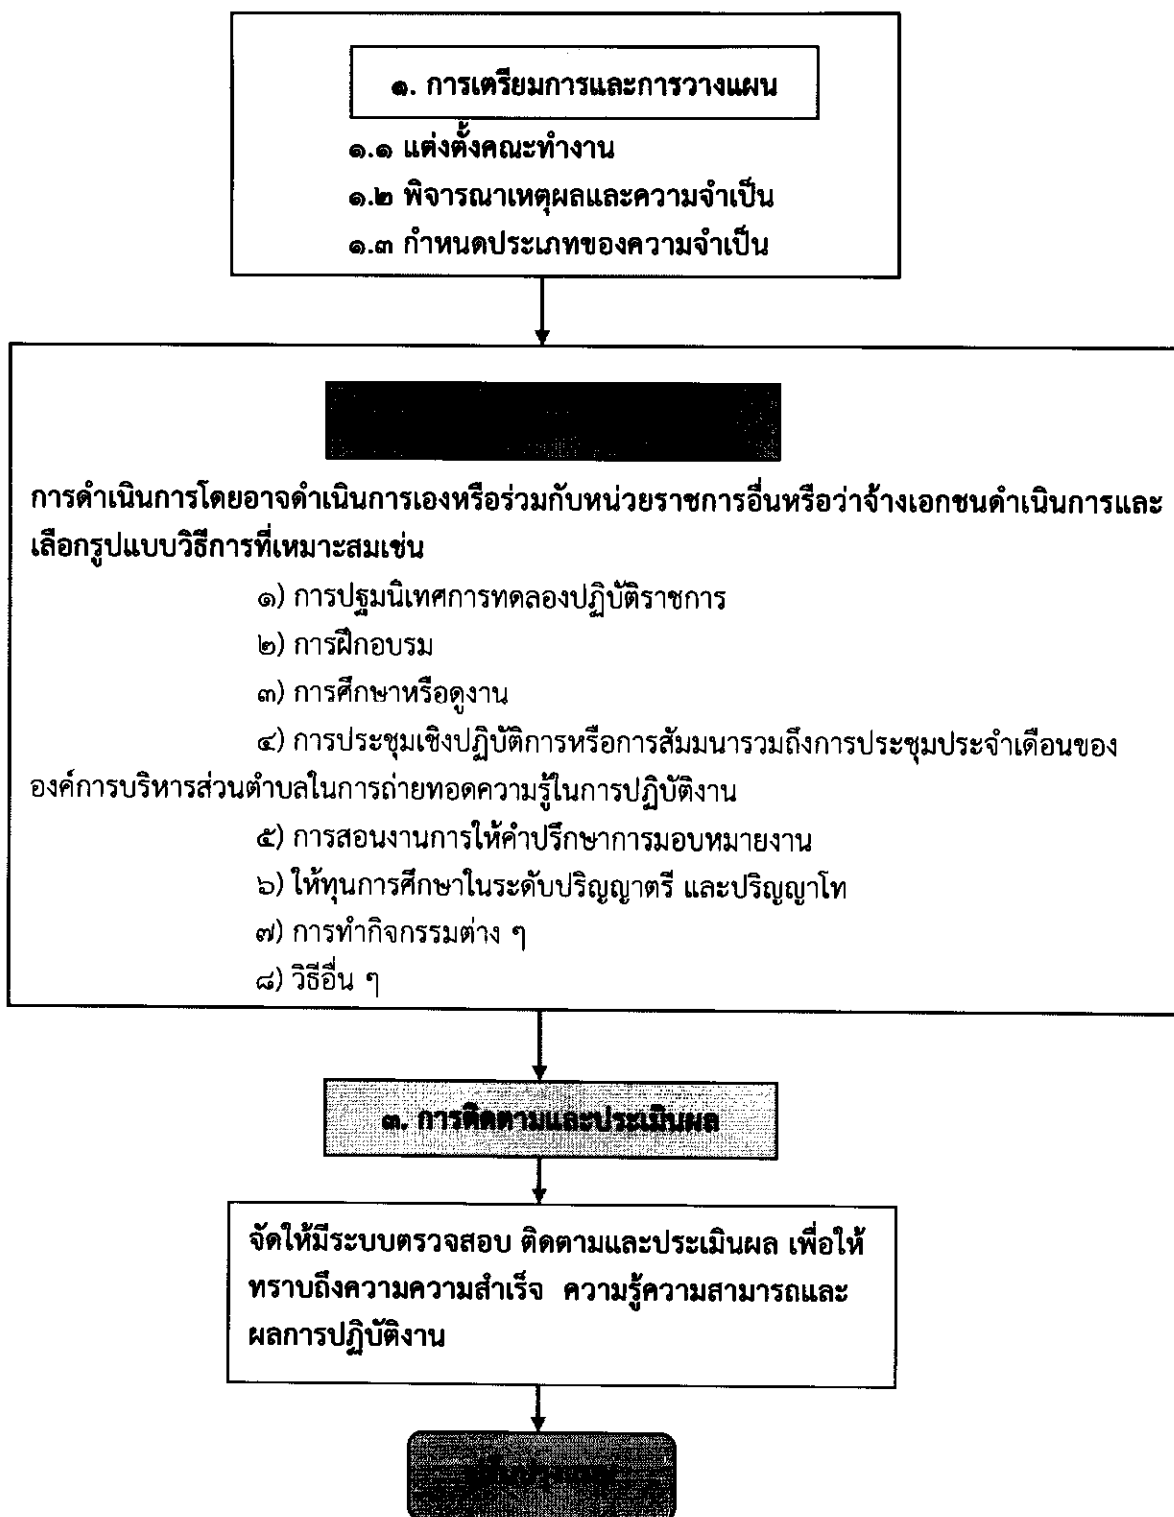 ๑. การเตรียมการและการวางแผน
๑.๑ แต่งตั้งคณะทำงาน
๑.๒ พิจารณาเหตุผลและความจำเป็น
๑.๓ กำหนดประเภทของความจำเป็น
การดำเนินการโดยอาจดำเนินการเองหรือร่วมกับหน่วยราชการอื่นหรือว่าจ้างเอกชนดำเนินการและ
เลือกรูปแบบวิธีการที่เหมาะสมเช่น
๑) การปฐมนิเทศการทดลองปฏิบัติราชการ
๒) การฝึกอบรม
๓) การศึกษาหรือดูงาน
๔) การประชุมเชิงปฏิบัติการหรือการสัมมนารวมถึงการประชุมประจำเดือนของ
องค์การบริหารส่วนตำบลในการถ่ายทอดความรู้ในการปฏิบัติงาน
๕) การสอนงานการให้คำปรึกษาการมอบหมายงาน
๖) ให้ทุนการศึกษาในระดับปริญญาตรี และปริญญาโท
๗) การทำกิจกรรมต่าง ๆ
๘) วิธีอื่น ๆ
๓. การติดตามและประเมินผล
จัดให้มีระบบตรวจสอบ ติดตามและประเมินผล เพื่อให้
ทราบถึงความความสำเร็จ ความรู้ความสามารถและ
ผลการปฏิบัติงาน